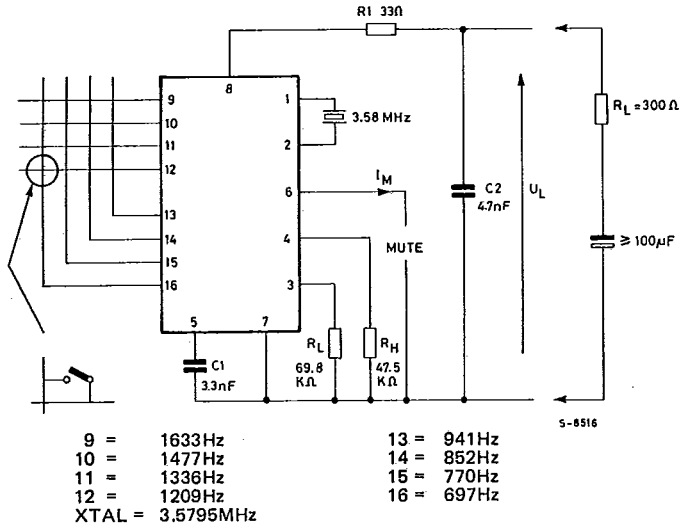 R1 33Ω
8
9
10
11
12
13
14
15
16
1
2
6
4
3
5
7
3.58 MHz
I_M
MUTE
C2
4.7nF
U_L
R_L = 300Ω
≥ 100µF
C1
3.3nF
R_L
69.8
KΩ
R_H
47.5
KΩ
S-8516
9 = 1633Hz
10 = 1477Hz
11 = 1336Hz
12 = 1209Hz
XTAL = 3.5795MHz
13 = 941Hz
14 = 852Hz
15 = 770Hz
16 = 697Hz